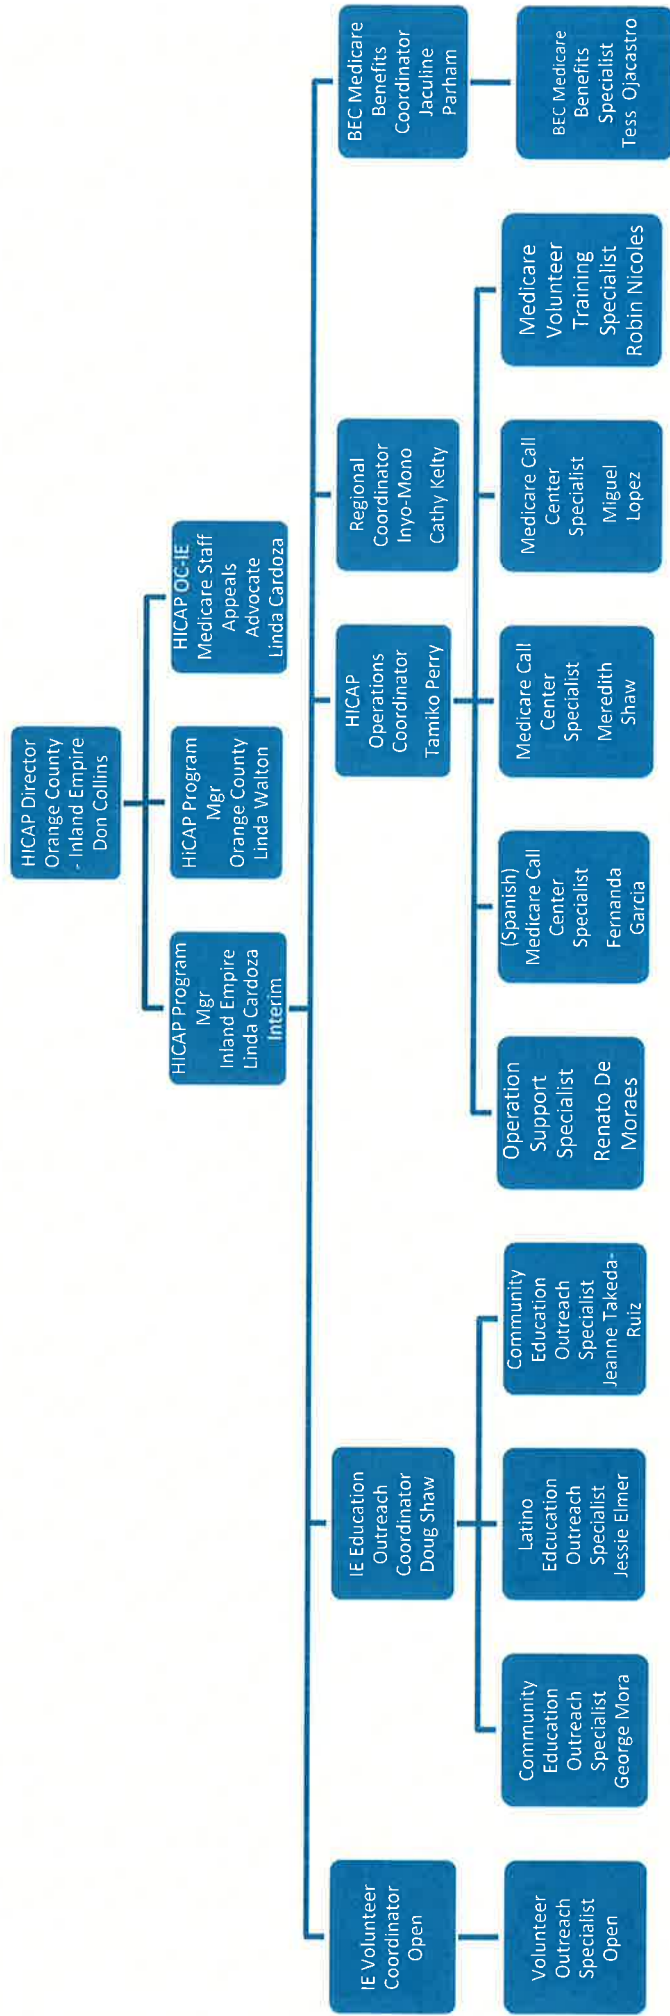 HICAP Director
Orange County
- Inland Empire
Don Collins
HICAP Program
Mgr
Inland Empire
Linda Cardoza
Interim
HiCAP Program
Mgr
Orange County
Linda Walton
HICAP OC-IE
Medicare Staff
Appeals
Advocate
Linda Cardoza
IE Volunteer
Coordinator
Open
IE Education
Outreach
Coordinator
Doug Shaw
HICAP
Operations
Coordinator
Tamiko Perry
Regional
Coordinator
Inyo-Mono
Cathy Kelty
BEC Medicare
Benefits
Coordinator
Jaculine
Parham
Volunteer
Outreach
Specialist
Open
Community
Education
Outreach
Specialist
George Mora
Latino
Edcucation
Outreach
Specialist
Jessie Elmer
Community
Education
Outreach
Specialist
Jeanne Takeda-
Ruiz
Operation
Support
Specialist
Renato De
Moraes
(Spanish)
Medicare Call
Center
Specialist
Fernanda
Garcia
Medicare Call
Center
Specialist
Meredith
Shaw
Medicare Call
Center
Specialist
Miguel
Lopez
Medicare
Volunteer
Training
Specialist
Robin Nicoles
BEC Medicare
Benefits
Specialist
Tess Ojacastro